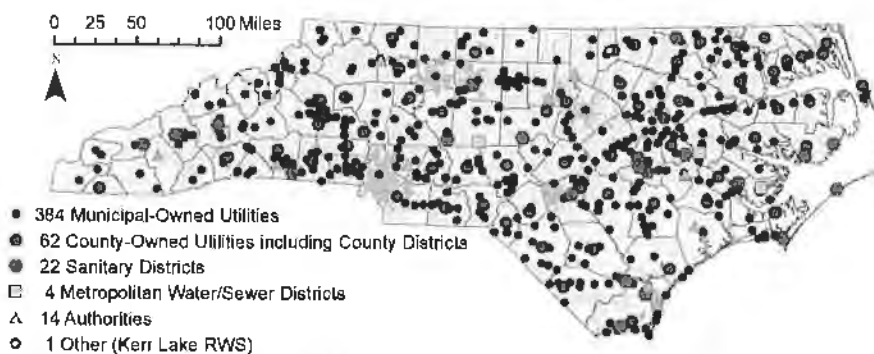 0 25 50 100 Miles
N
384 Municipal-Owned Utilities
62 County-Owned Utilities including County Districts
22 Sanitary Districts
4 Metropolitan Water/Sewer Districts
14 Authorities
1 Other (Kerr Lake RWS)